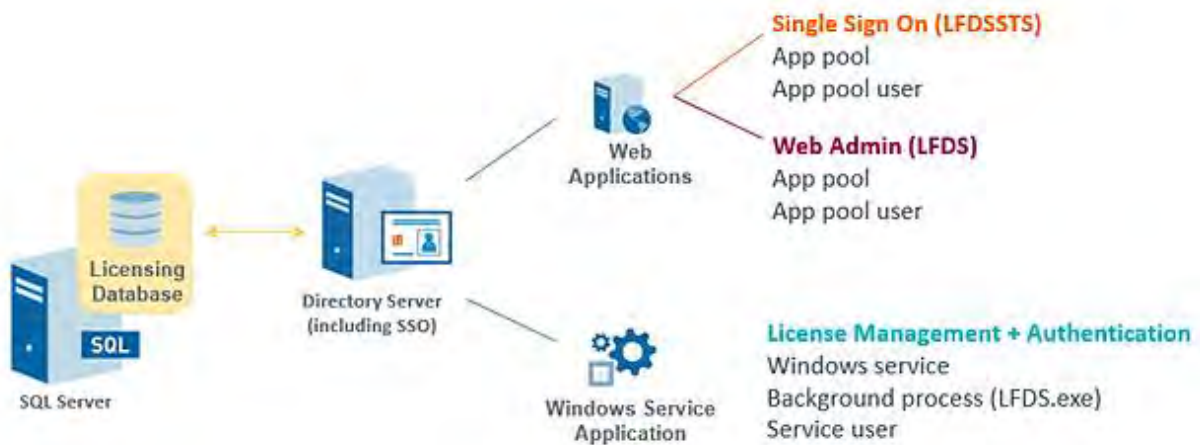 Single Sign On (LFDSSTS)
App pool
App pool user
Web
Applications
Web Admin (LFDS)
App pool
App pool user
Licensing
Database
SQL
SQL Server
Directory Server
(including SSO)
Windows Service
Application
License Management + Authentication
Windows service
Background process (LFDS.exe)
Service user